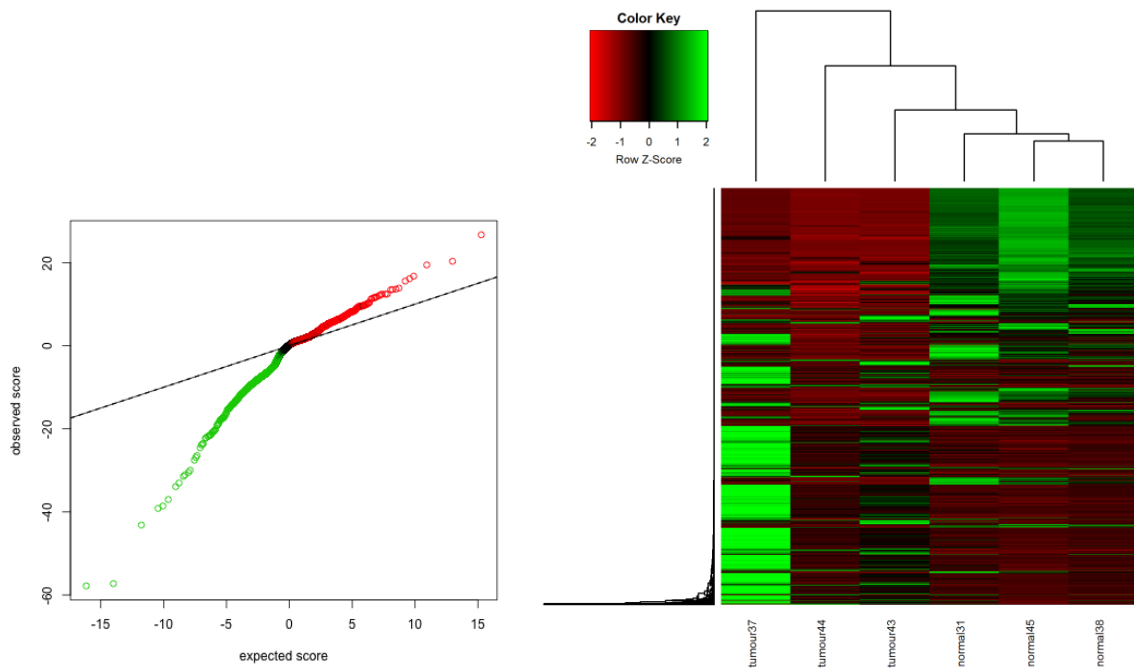 Color Key
-2 -1 0 1 2
Row Z-Score
20
0
-20
-40
-60
observed score
-15 -10 -5 0 5 10 15
expected score
tumour37
tumour44
tumour43
normal31
normal45
normal38